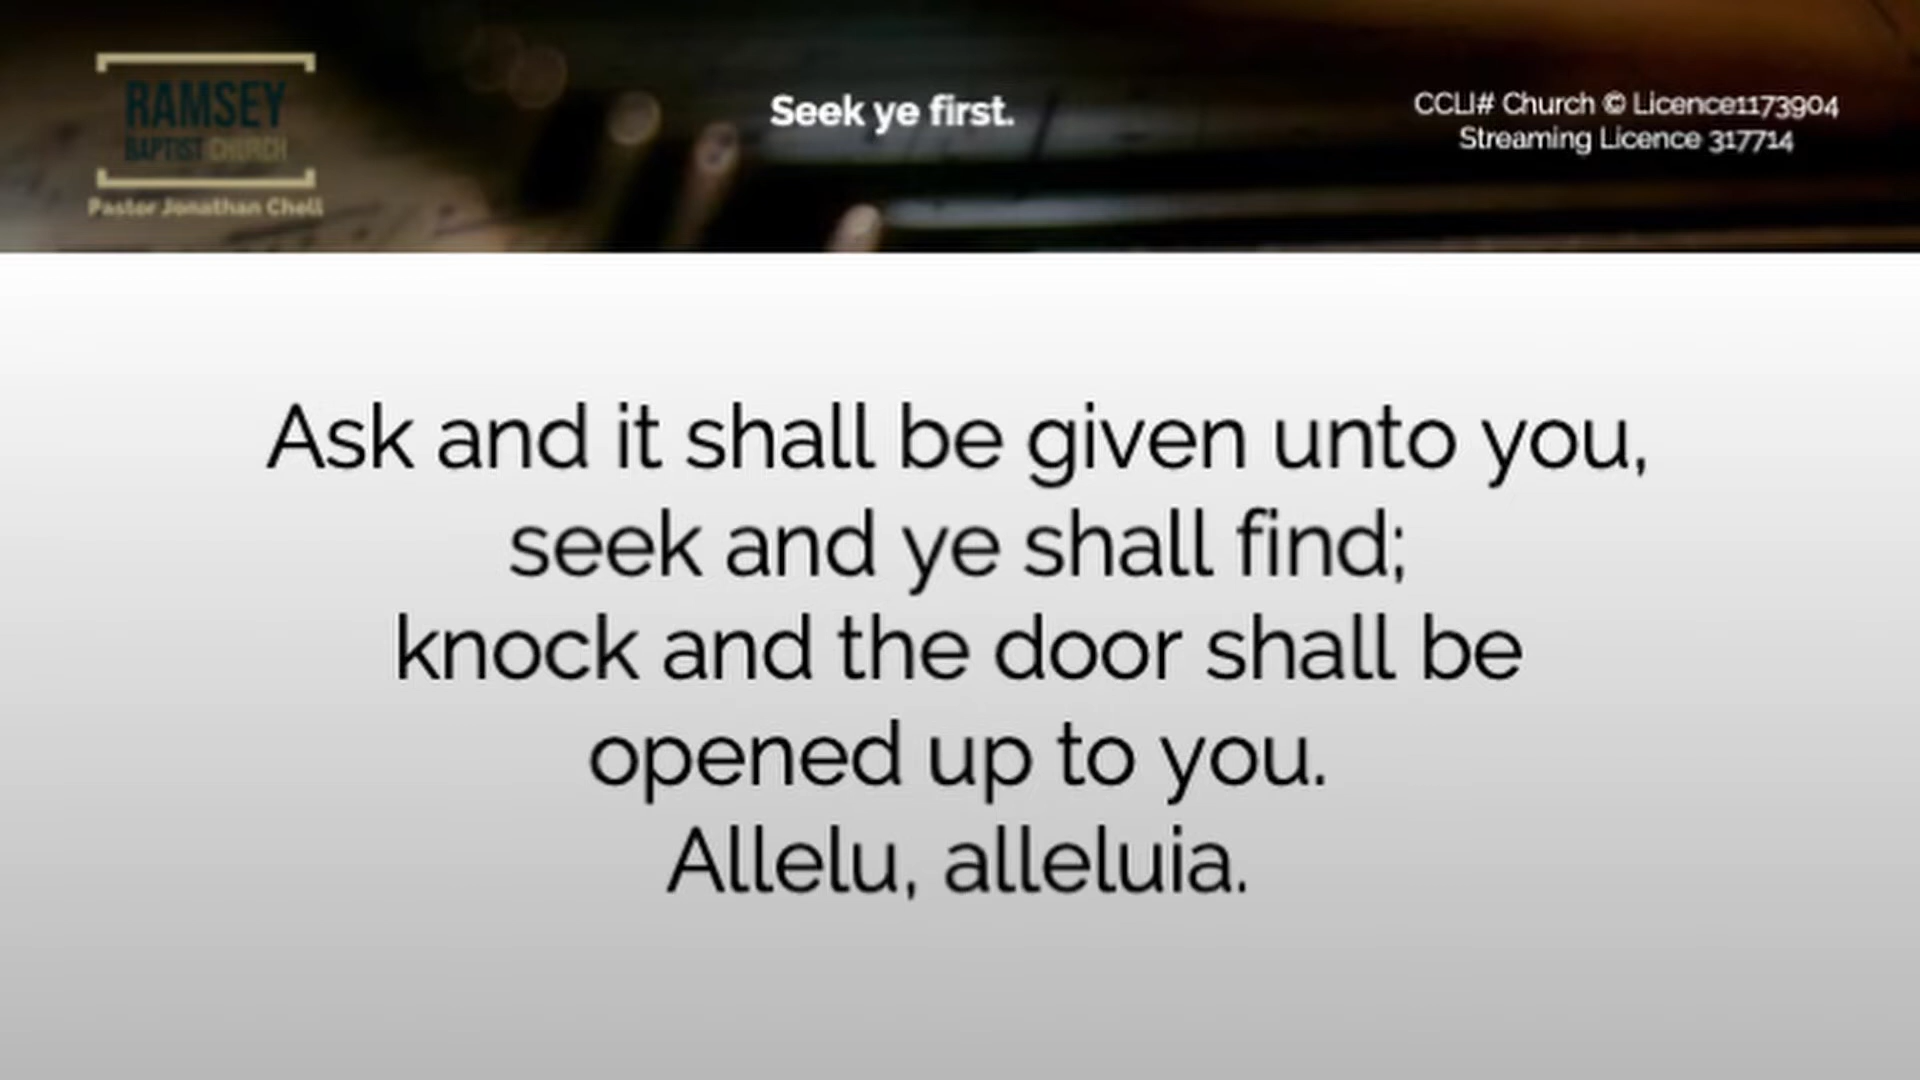 RAMSEY
BAPTIST CHURCH
Pastor Jonathan Chell
Seek ye first.
CCLI# Church © Licence1173904
Streaming Licence 317714
Ask and it shall be given unto you,
seek and ye shall find;
knock and the door shall be
opened up to you.
Allelu, alleluia.